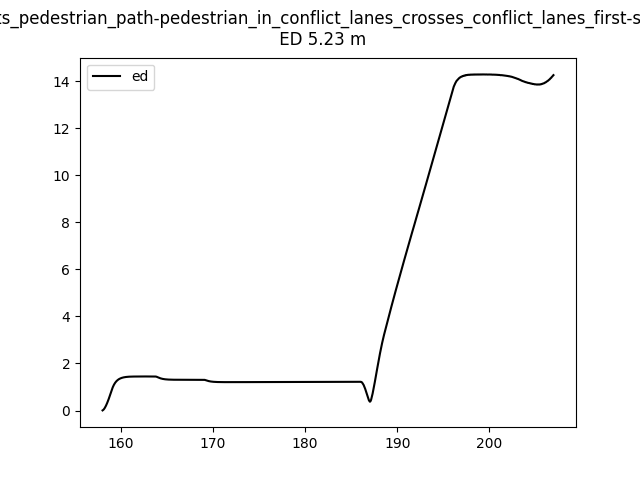 ts_pedestrian_path-pedestrian_in_conflict_lanes_crosses_conflict_lanes_first-s
ED 5.23 m
ed
14
12
10
8
6
4
2
0
160 170 180 190 200